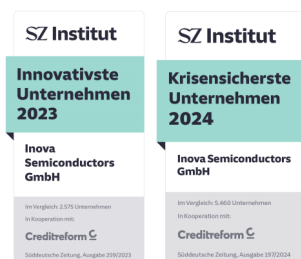 SZ Institut
Innovativste
Unternehmen
2023
Inova
Semiconductors
GmbH
Im Vergleich: 2.575 Unternehmen
In Kooperation mit:
Creditreform
Süddeutsche Zeitung, Ausgabe 259/2023
SZ Institut
Krisensicherste
Unternehmen
2024
Inova Semiconductors
GmbH
Im Vergleich: 5.460 Unternehmen
In Kooperation mit:
Creditreform
Süddeutsche Zeitung, Ausgabe 197/2024